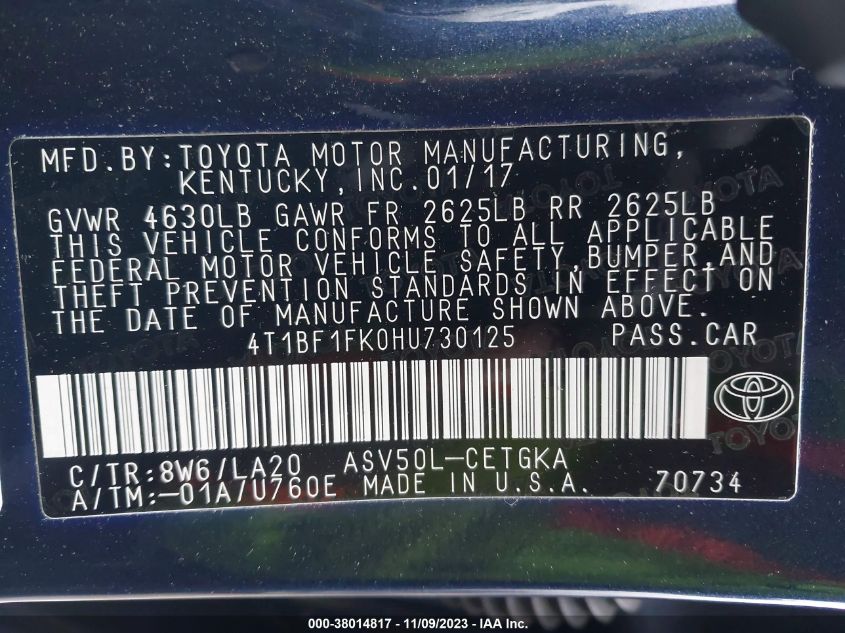 MFD.BY:TOYOTA MOTOR MANUFACTURING,
KENTUCKY,INC.01/17
GVWR 4630LB GAWR FR 2625LB RR 2625LB
THIS VEHICLE CONFORMS TO ALL APPLICABLE
FEDERAL MOTOR VEHICLE SAFETY,BUMPER,AND
THEFT PREVENTION STANDARDS IN EFFECT ON
THE DATE OF MANUFACTURE SHOWN ABOVE.
4T1BF1FK0HU730125 PASS.CAR
C/TR:8W6/LA20 ASV50L-CETGKA
A/TM:-01A/U760E MADE IN U.S.A. 70734
000-38014817 - 11/09/2023 - IAA Inc.